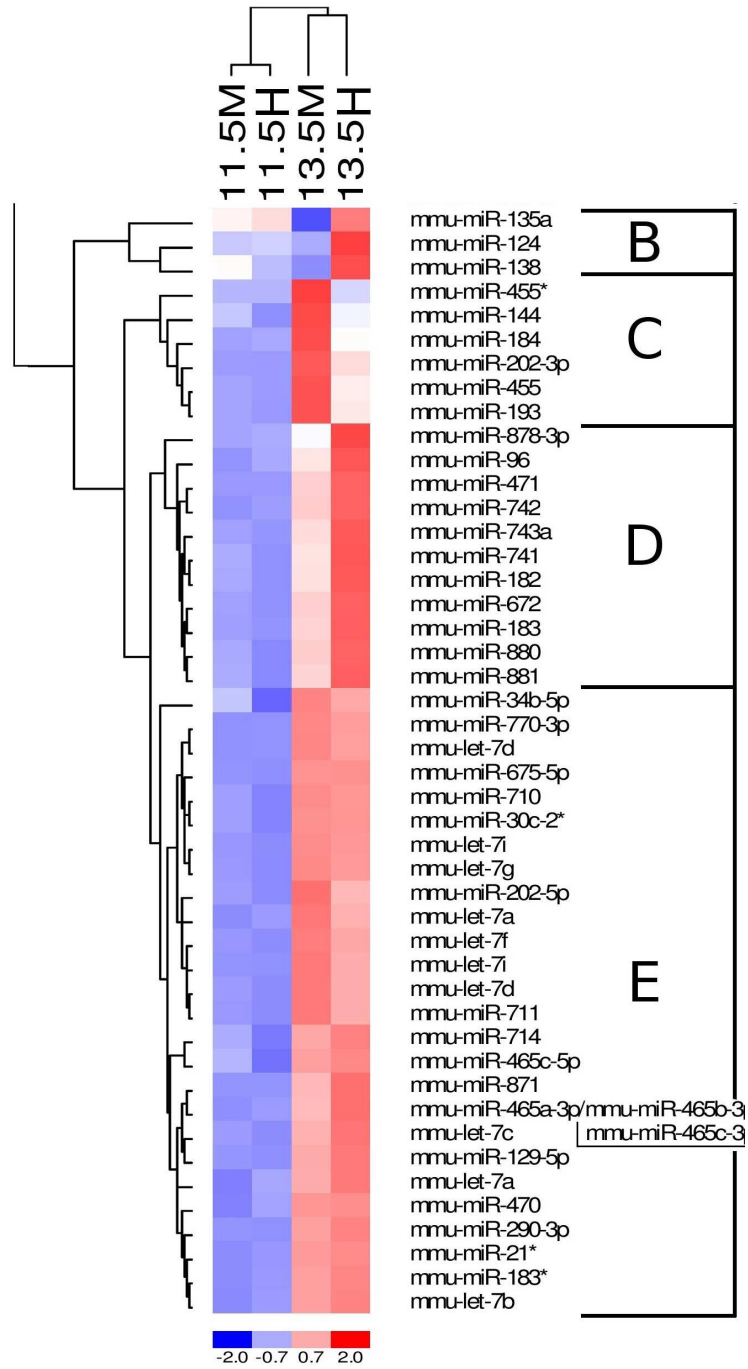 11.5M 11.5H 13.5M 13.5H
mmu-miR-135a
mmu-miR-124
mmu-miR-138
B
mmu-miR-455*
mmu-miR-144
mmu-miR-184
mmu-miR-202-3p
mmu-miR-455
mmu-miR-193
C
mmu-miR-878-3p
mmu-miR-96
mmu-miR-471
mmu-miR-742
mmu-miR-743a
mmu-miR-741
mmu-miR-182
mmu-miR-672
mmu-miR-183
mmu-miR-880
mmu-miR-881
D
mmu-miR-34b-5p
mmu-miR-770-3p
mmu-let-7d
mmu-miR-675-5p
mmu-miR-710
mmu-miR-30c-2*
mmu-let-7i
mmu-let-7g
mmu-miR-202-5p
mmu-let-7a
mmu-let-7f
mmu-let-7i
mmu-let-7d
mmu-miR-711
E
mmu-miR-714
mmu-miR-465c-5p
mmu-miR-871
mmu-miR-465a-3p/mmu-miR-465b-3p
mmu-let-7c mmu-miR-465c-3p
mmu-miR-129-5p
mmu-let-7a
mmu-miR-470
mmu-miR-290-3p
mmu-miR-21*
mmu-miR-183*
mmu-let-7b
-2.0 -0.7 0.7 2.0